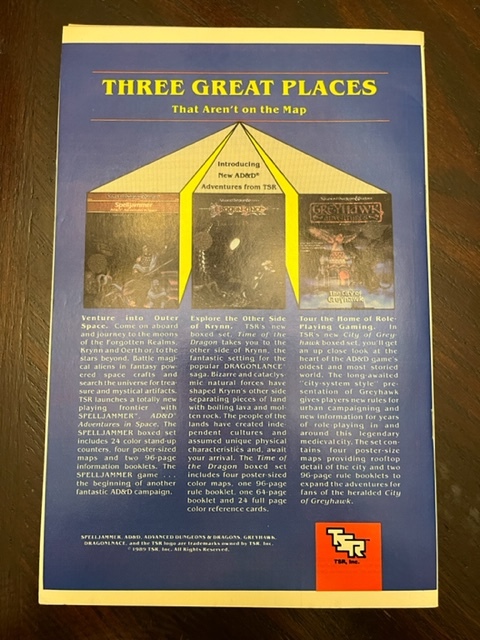 THREE GREAT PLACES
That Aren't on the Map
Introducing
New AD&D®
Adventures from TSR
Spelljammer
GREYHAWK
Venture into Outer
Space. Come on aboard
and journey to the moons
of the Forgotten Realms,
Krynn and Oerth or, to the
stars beyond. Battle magi-
cal aliens in fantasy pow-
ered space crafts and
search the universe for trea-
sure and mystical artifacts.
TSR launches a totally new
playing frontier with
SPELLJAMMER™: AD&D®
Adventures in Space. The
SPELLJAMMER boxed set
includes 24 color stand-up
counters, four poster-sized
maps and two 96-page
information booklets. The
SPELLJAMMER game . . .
the beginning of another
fantastic AD&D campaign.
Explore the Other Side
of Krynn. TSR's new
boxed set, Time of the
Dragon takes you to the
other side of Krynn, the
fantastic setting for the
popular DRAGONLANCE®
saga. Bizarre and cataclys-
mic natural forces have
shaped Krynn's other side
separating pieces of land
with boiling lava and mol-
ten rock. The people of the
lands have created inde-
pendent cultures and
assumed unique physical
characteristics and, await
your arrival. The Time of
the Dragon boxed set
includes four poster-sized
color maps, one 96-page
rule booklet, one 64-page
booklet and 24 full page
color reference cards.
Tour the Home of Role-
Playing Gaming. In
TSR's new City of Grey-
hawk boxed set, you'll get
an up close look at the
heart of the AD&D game's
oldest and most storied
world. The long-awaited
"city-system style" pre-
sentation of Greyhawk
gives players new rules for
urban campaigning and
new information for years
of role-playing in and
around this legendary
medieval city. The set con-
tains four poster-size
maps providing rooftop
detail of the city and two
96-page rule booklets to
expand the adventures for
fans of the heralded City
of Greyhawk.
SPELLJAMMER, AD&D, ADVANCED DUNGEONS & DRAGONS, GREYHAWK,
DRAGONLNACE, and the TSR logo are trademarks owned by TSR, Inc.
©1989 TSR, Inc. All Rights Reserved.
TSR
TSR, Inc.